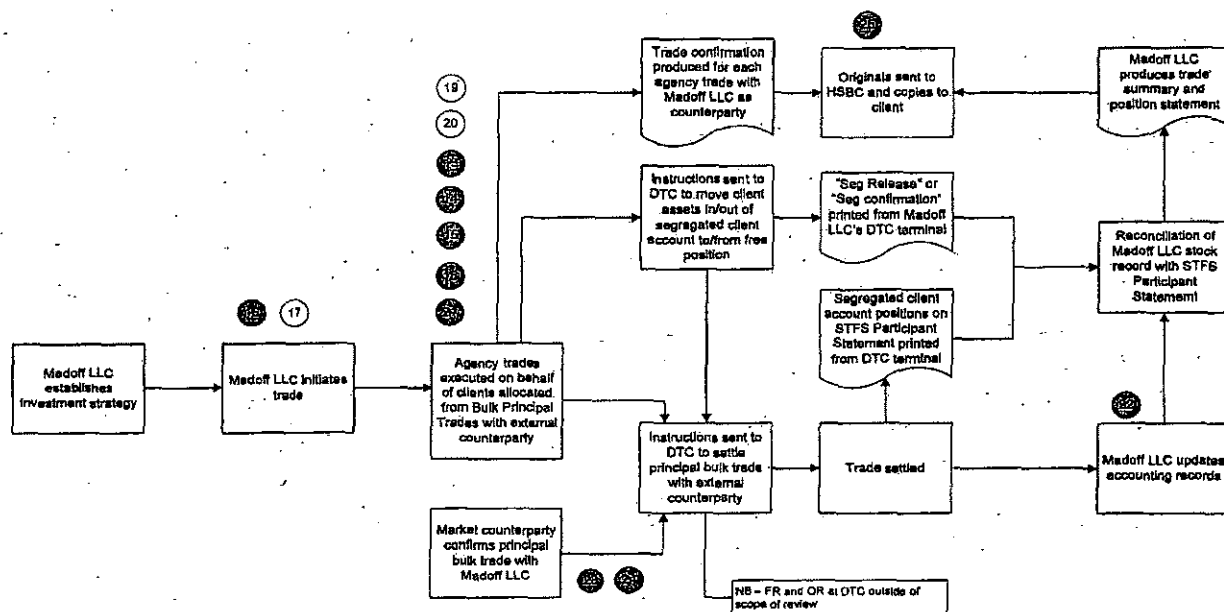 Trade confirmation
produced for each
agency trade with
Madoff LLC as
counterparty
Originals sent to
HSBC and copies to
client
Madoff LLC
produces trade
summary and
position statement
19
20
Instructions sent to
DTC to move client
assets in/out of
segregated client
account to/from free
position
"Seg Release" or
"Seg confirmation"
printed from Madoff
LLC's DTC terminal
Reconciliation of
Madoff LLC stock
record with STFS
Participant
Statement
Segregated client
account positions on
STFS Participant
Statement printed
from DTC terminal
17
Madoff LLC
establishes
investment strategy
Madoff LLC initiates
trade
Agency trades
executed on behalf
of clients allocated
from Bulk Principal
Trades with external
counterparty
Instructions sent to
DTC to settle
principal bulk trade
with external
counterparty
Trade settled
Madoff LLC updates
accounting records
Market counterparty
confirms principal
bulk trade with
Madoff LLC
NB – FR and OR at DTC outside of
scope of review